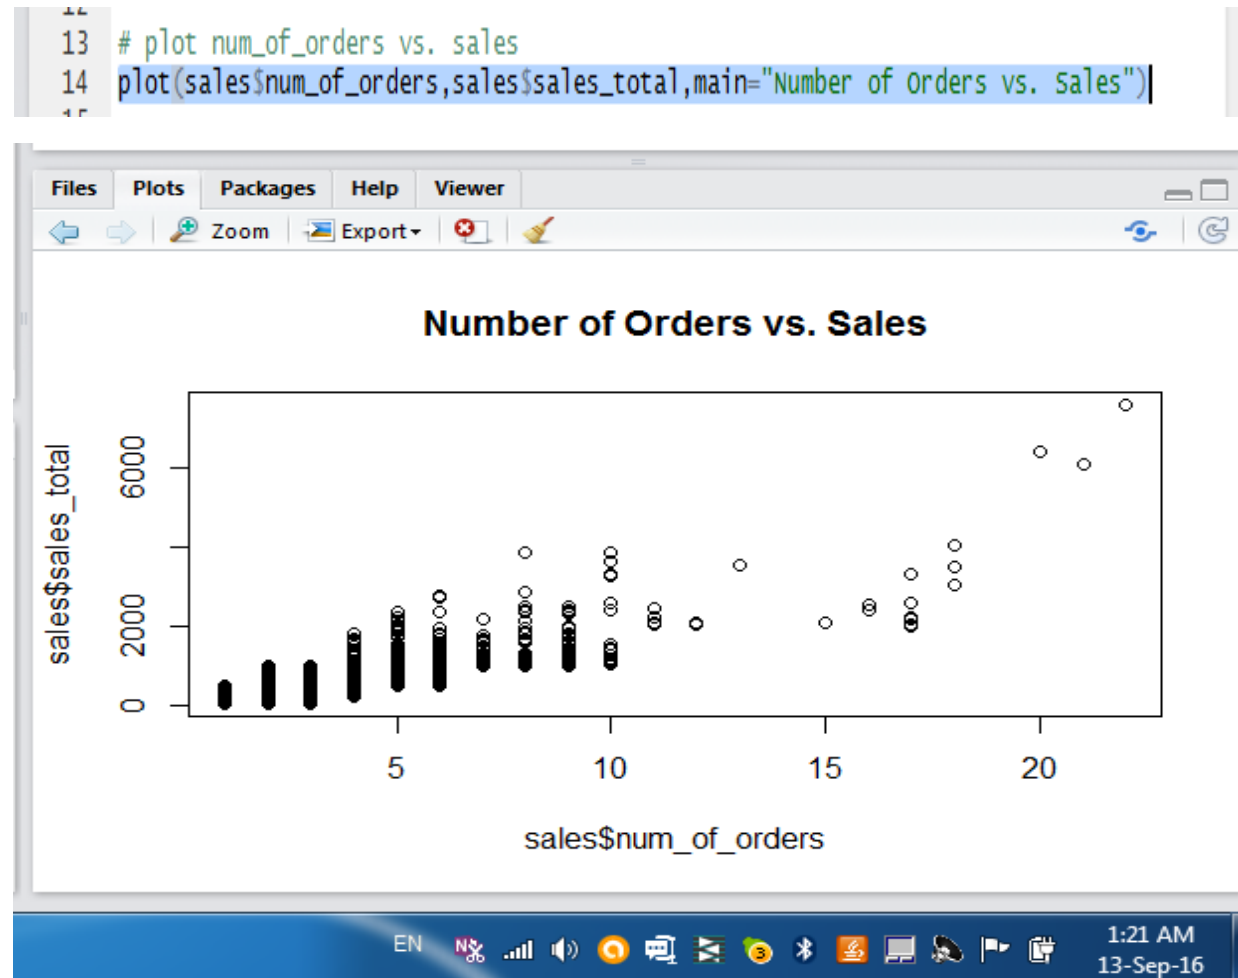 13 # plot num_of_orders vs. sales
14 plot(sales$num_of_orders,sales$sales_total,main="Number of Orders vs. Sales")
Files Plots Packages Help Viewer
Zoom Export
Number of Orders vs. Sales
sales$sales_total
6000
2000
0
5 10 15 20
sales$num_of_orders
EN 3 1:21 AM
13-Sep-16